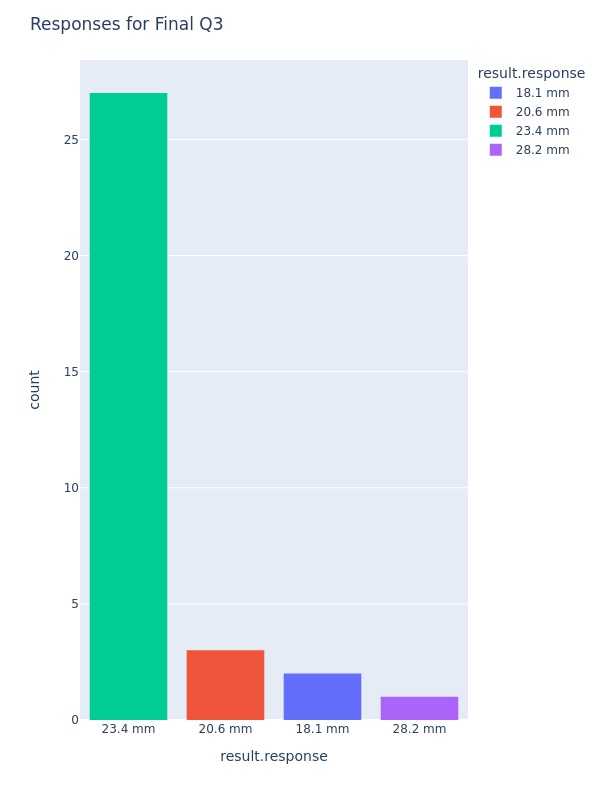 Responses for Final Q3
result.response
18.1 mm
20.6 mm
23.4 mm
28.2 mm
count
25
20
15
10
5
0
23.4 mm 20.6 mm 18.1 mm 28.2 mm
result.response